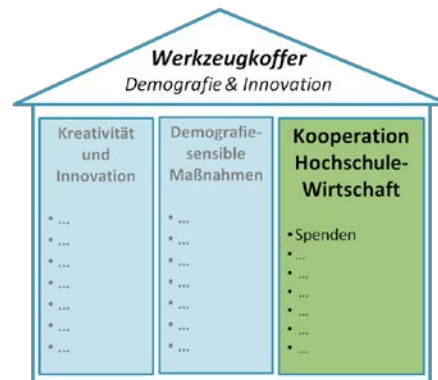 Werkzeugkoffer
Demografie & Innovation
Kreativität
und
Innovation
• ...
• ...
• ...
• ...
• ...
• ...
• ...
Demografie-
sensible
Maßnahmen
• ...
• ...
• ...
• ...
• ...
• ...
• ...
Kooperation
Hochschule-
Wirtschaft
• Spenden
• ...
• ...
• ...
• ...
• ...
• ...